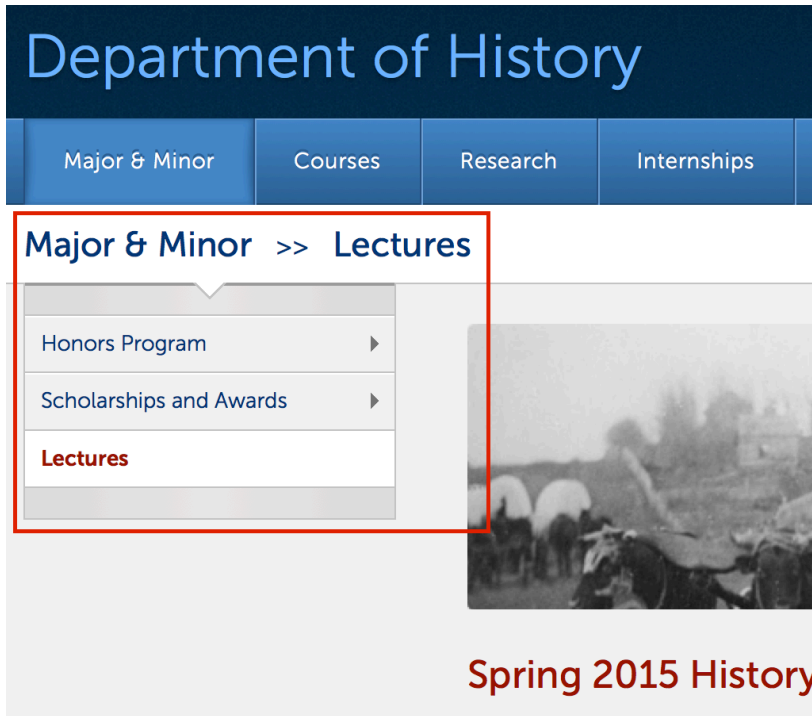 Department of History
Major & Minor Courses Research Internships
Major & Minor >> Lectures
Honors Program
Scholarships and Awards
Lectures
Spring 2015 History